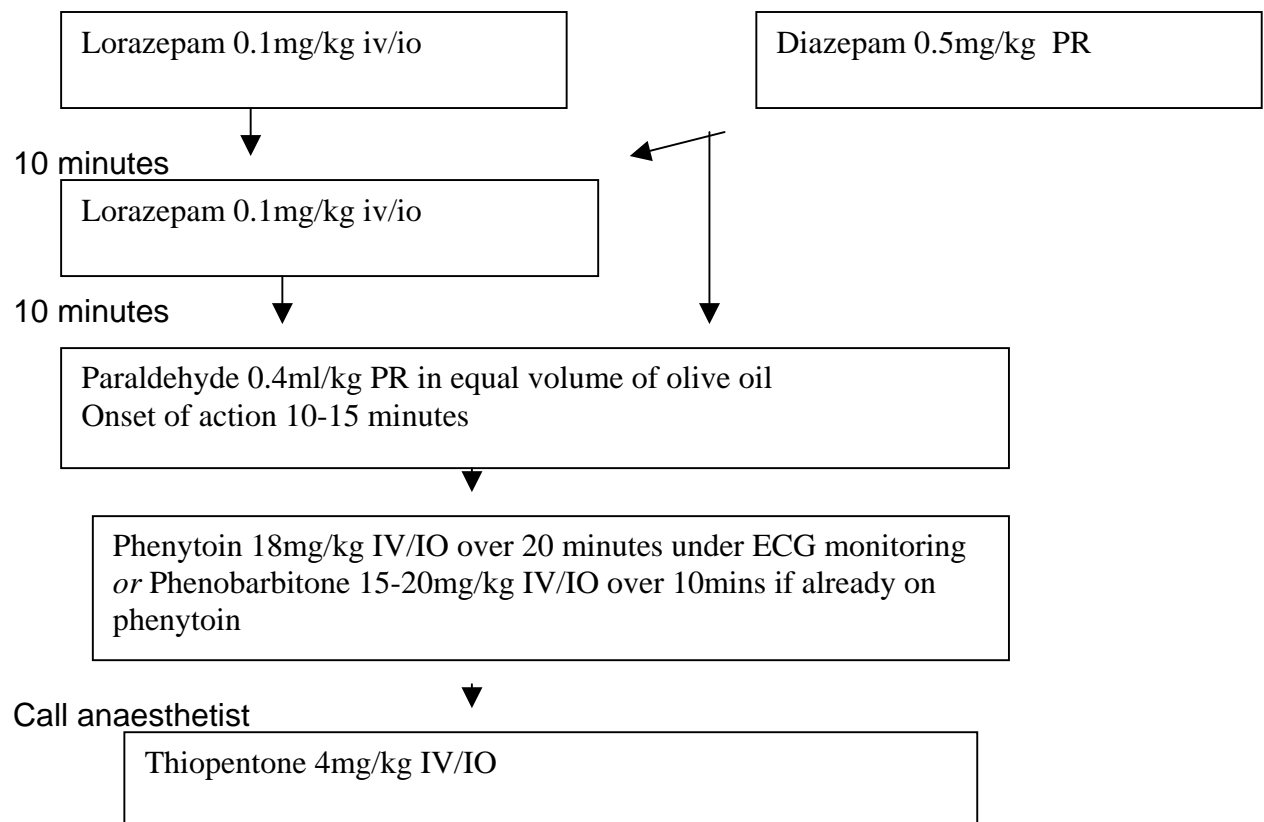 Lorazepam 0.1mg/kg iv/io
Diazepam 0.5mg/kg PR
10 minutes
Lorazepam 0.1mg/kg iv/io
10 minutes
Paraldehyde 0.4ml/kg PR in equal volume of olive oil
Onset of action 10-15 minutes
Phenytoin 18mg/kg IV/IO over 20 minutes under ECG monitoring
or Phenobarbitone 15-20mg/kg IV/IO over 10mins if already on
phenytoin
Call anaesthetist
Thiopentone 4mg/kg IV/IO